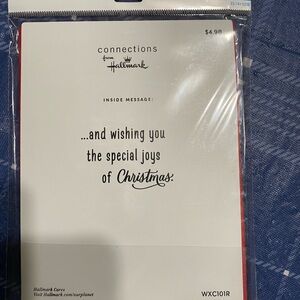 connections
from
Hallmark
$4.99
INSIDE MESSAGE:
...and wishing you
the special joys
of Christmas.
Hallmark Cares
Visit Hallmark.com/ourplanet
WXC101R